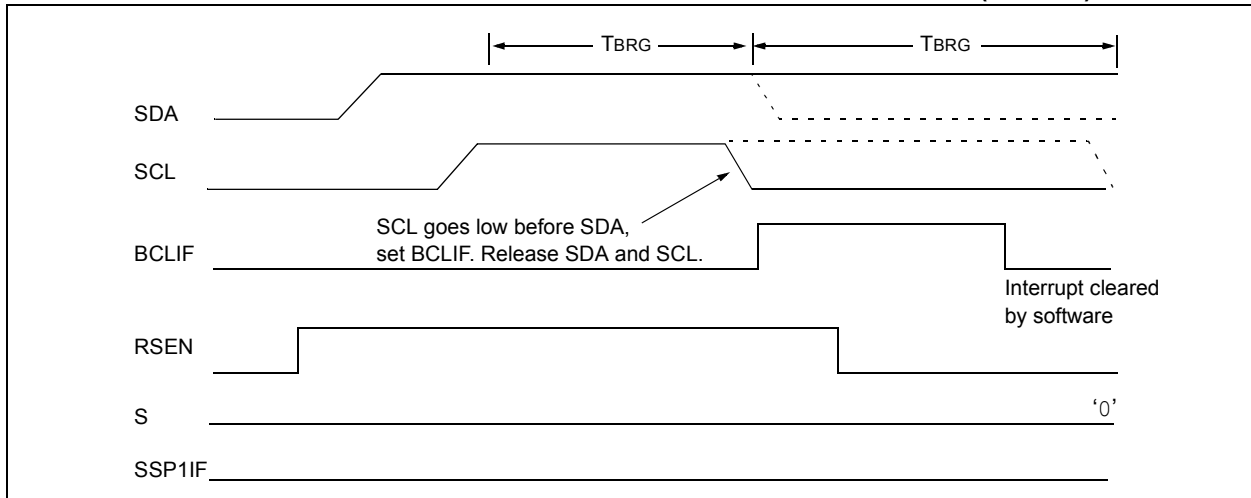 TBRG
TBRG
SDA
SCL
SCL goes low before SDA,
set BCLIF. Release SDA and SCL.
BCLIF
Interrupt cleared
by software
RSEN
S
‘0’
SSP1IF